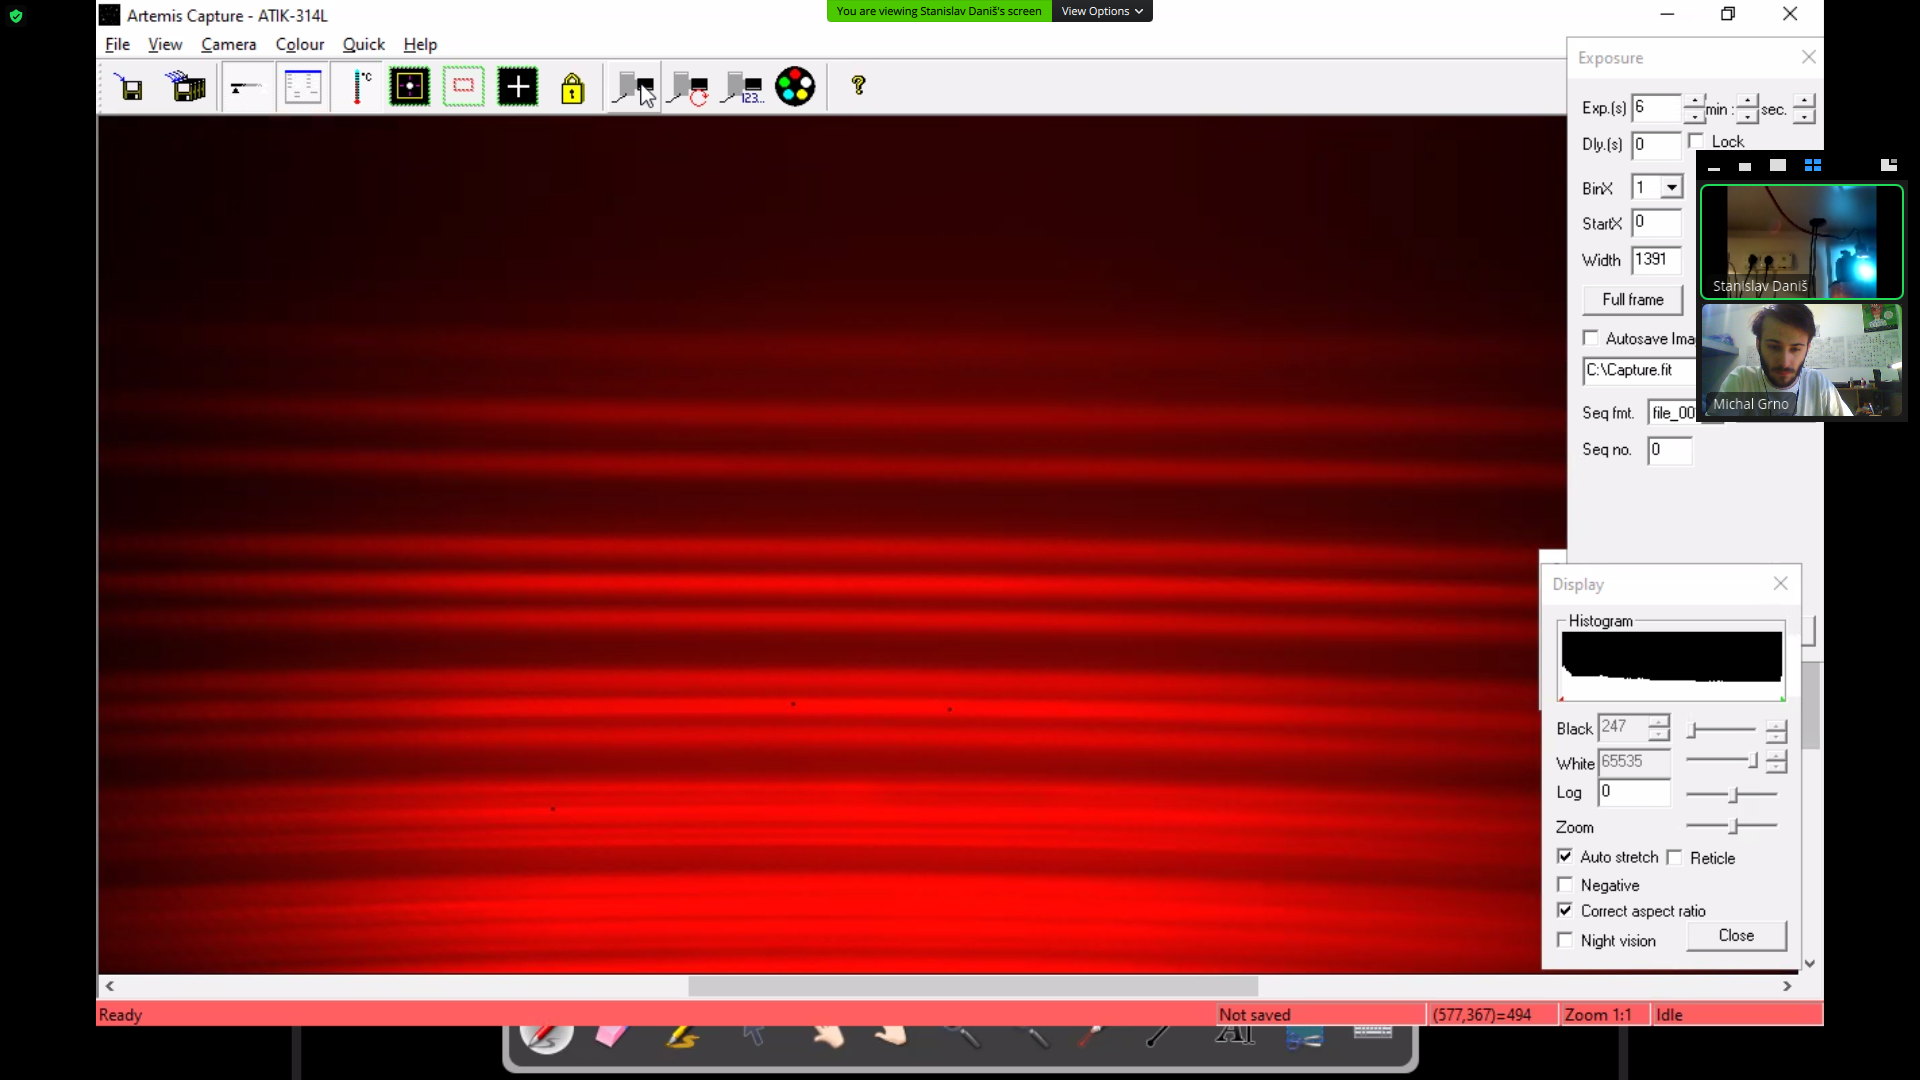 Artemis Capture - ATIK-314L
You are viewing Stanislav Daniš's screen
View Options
File View Camera Colour Quick Help
°C
123...
Exposure
Exp.(s) 6 min : sec.
Dly.(s) 0 Lock
BinX 1
StartX 0
Width 1391
Full frame
Autosave Ima
C:\Capture.fit
Seq fmt. file_00
Seq no. 0
Stanislav Daniš
Michal Grno
Display
Histogram
Black 247
White 65535
Log 0
Zoom
Auto stretch Reticle
Negative
Correct aspect ratio
Night vision Close
Ready Not saved (577,367)=494 Zoom 1:1 Idle
AI